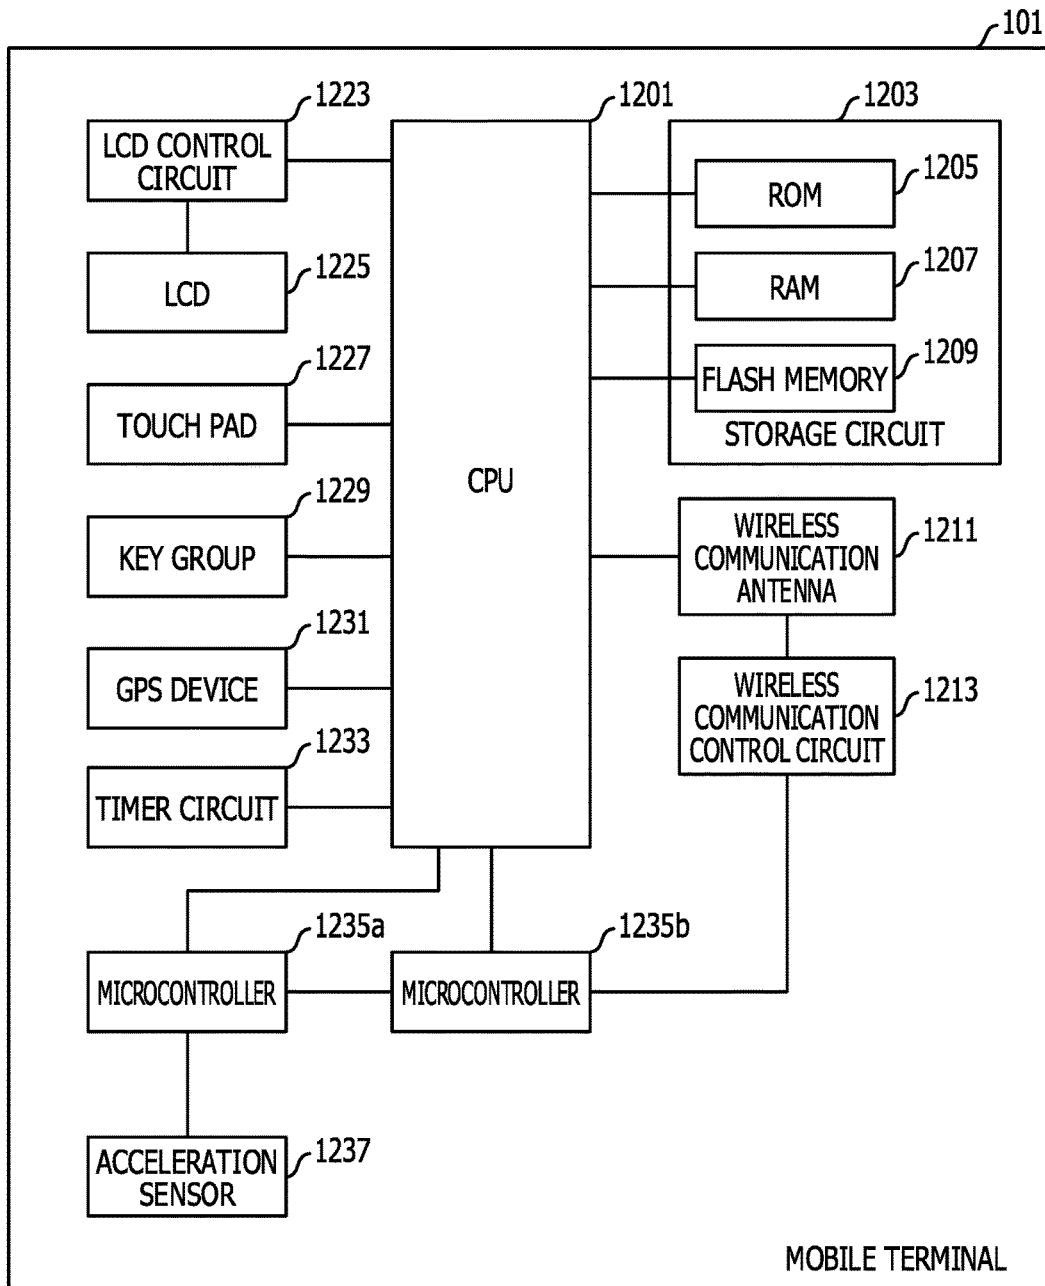 101
1223
LCD CONTROL
CIRCUIT
1225
LCD
1227
TOUCH PAD
1229
KEY GROUP
1231
GPS DEVICE
1233
TIMER CIRCUIT
1201
CPU
1203
1205
ROM
1207
RAM
1209
FLASH MEMORY
STORAGE CIRCUIT
1211
WIRELESS
COMMUNICATION
ANTENNA
1213
WIRELESS
COMMUNICATION
CONTROL CIRCUIT
1235a
MICROCONTROLLER
1235b
MICROCONTROLLER
1237
ACCELERATION
SENSOR
MOBILE TERMINAL